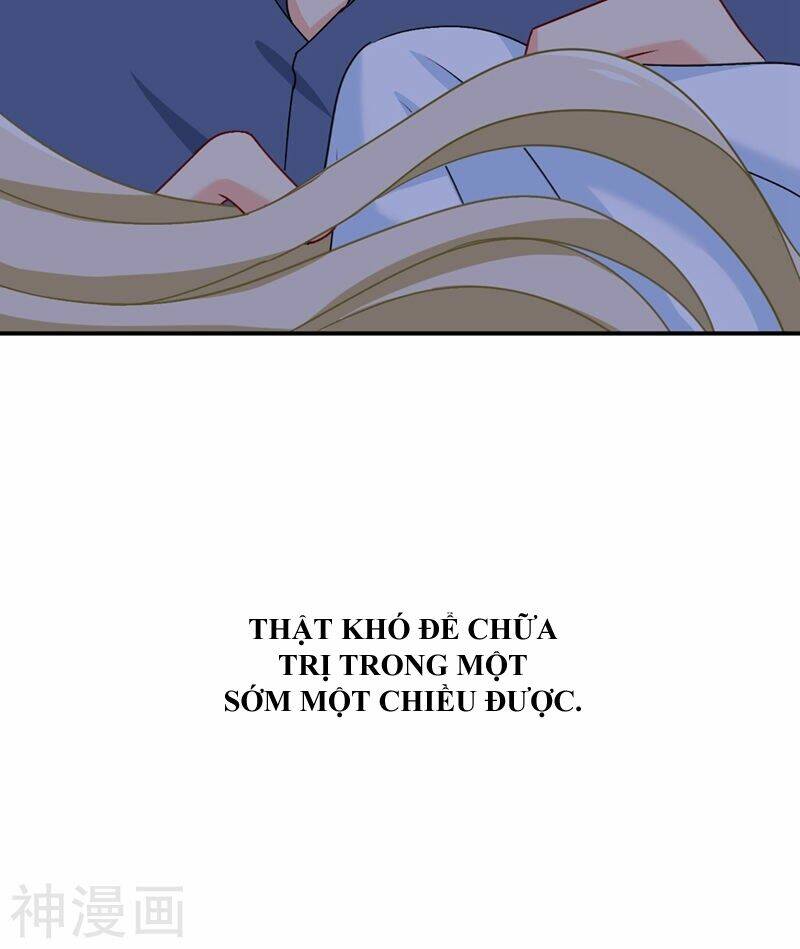 THẬT KHÓ ĐỂ CHỮA
TRỊ TRONG MỘT
SỚM MỘT CHIỀU ĐƯỢC.
神漫画